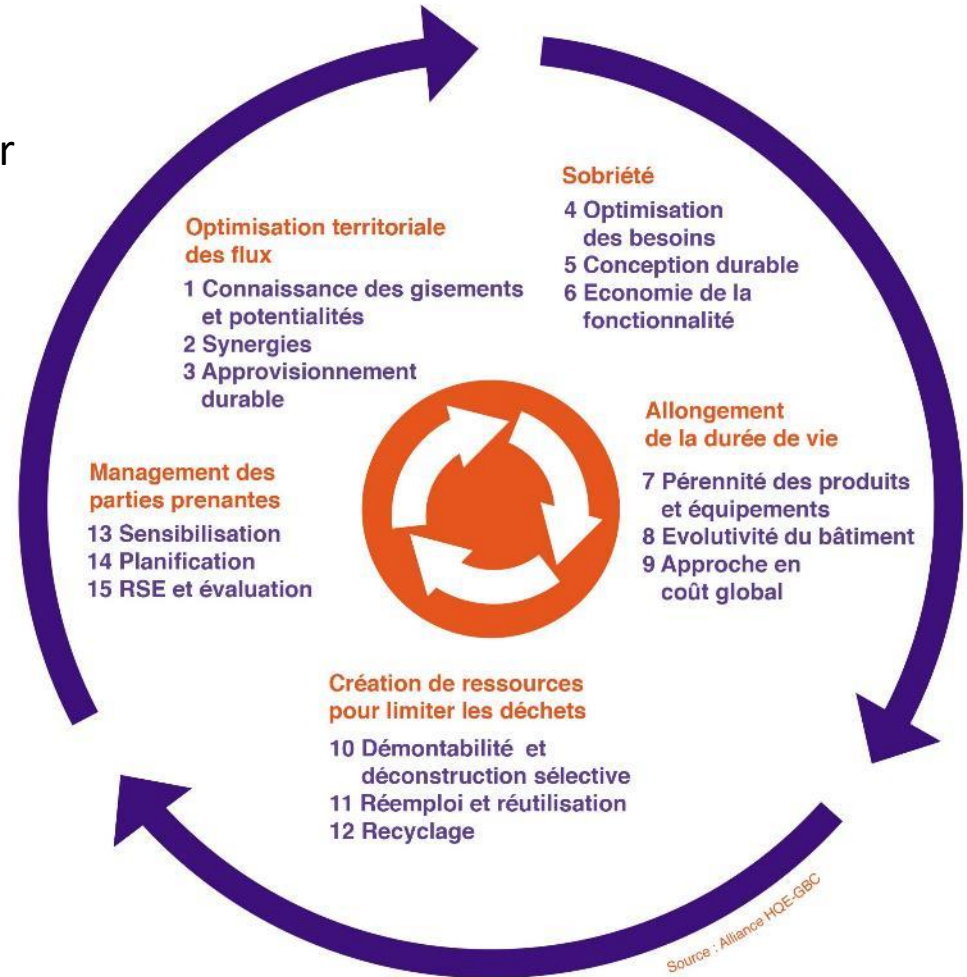 r
Optimisation territoriale
des flux
1 Connaissance des gisements
et potentialités
2 Synergies
3 Approvisionnement
durable
Sobriété
4 Optimisation
des besoins
5 Conception durable
6 Economie de la
fonctionnalité
Allongement
de la durée de vie
7 Pérennité des produits
et équipements
8 Evolutivité du bâtiment
9 Approche en
coût global
Création de ressources
pour limiter les déchets
10 Démontabilité et
déconstruction sélective
11 Réemploi et réutilisation
12 Recyclage
Management des
parties prenantes
13 Sensibilisation
14 Planification
15 RSE et évaluation
Source : Alliance HQE-GBC